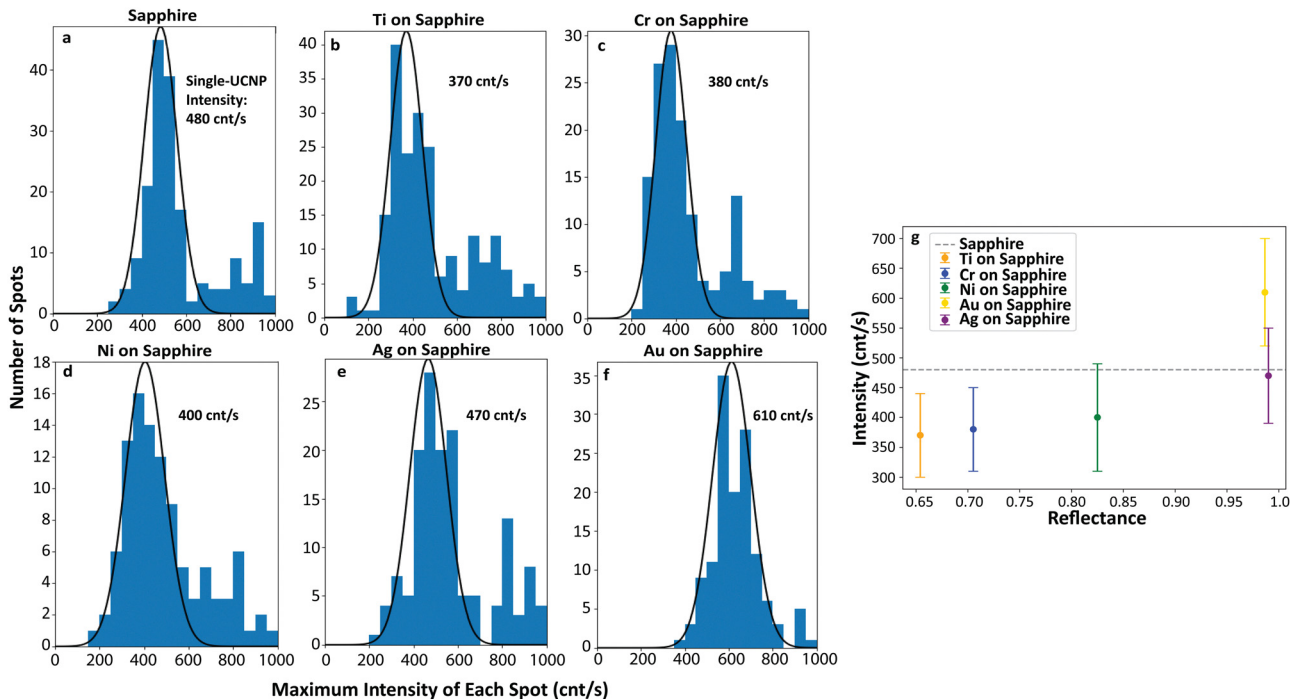 Sapphire
a
Single-UCNP
Intensity:
480 cnt/s
40
30
20
10
0
0 200 400 600 800 1000
Ti on Sapphire
b
370 cnt/s
40
35
30
25
20
15
10
5
0
0 200 400 600 800 1000
Cr on Sapphire
c
380 cnt/s
30
25
20
15
10
5
0
0 200 400 600 800 1000
Number of Spots
Ni on Sapphire
d
400 cnt/s
18
16
14
12
10
8
6
4
2
0
0 200 400 600 800 1000
Ag on Sapphire
e
470 cnt/s
25
20
15
10
5
0
0 200 400 600 800 1000
Au on Sapphire
f
610 cnt/s
35
30
25
20
15
10
5
0
0 200 400 600 800 1000
Maximum Intensity of Each Spot (cnt/s)
g
Sapphire
Ti on Sapphire
Cr on Sapphire
Ni on Sapphire
Au on Sapphire
Ag on Sapphire
Intensity (cnt/s)
700
650
600
550
500
450
400
350
300
0.65 0.70 0.75 0.80 0.85 0.90 0.95 1.0
Reflectance